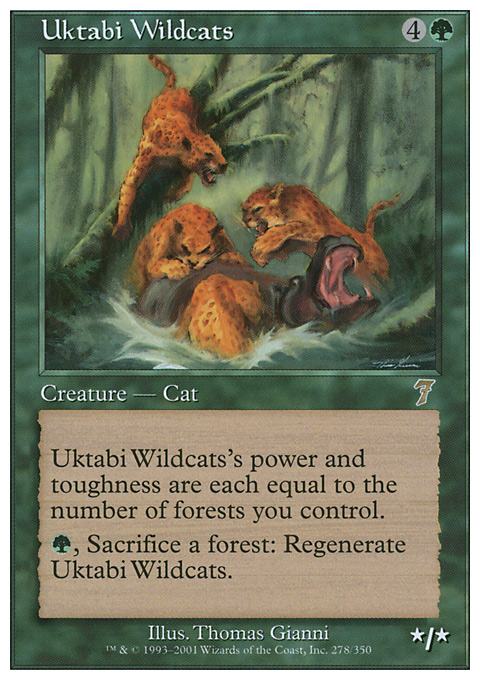 Uktabi Wildcats 4
Creature — Cat
7
Uktabi Wildcats's power and
toughness are each equal to the
number of forests you control.
, Sacrifice a forest: Regenerate
Uktabi Wildcats.
Illus. Thomas Gianni
*/*
™ & © 1993–2001 Wizards of the Coast, Inc. 278/350